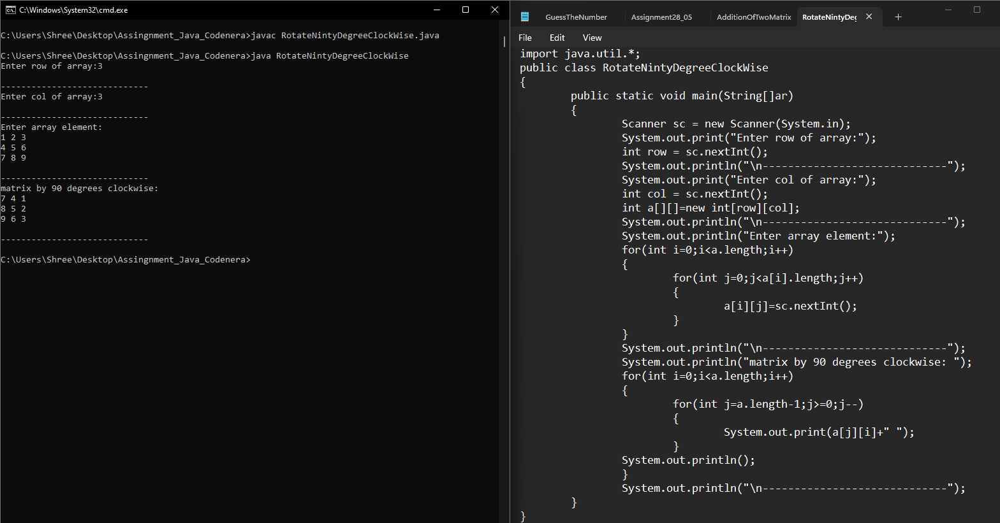 C:\Windows\System32\cmd.exe
C:\Users\Shree\Desktop\Assingnment_Java_Codenera>javac RotateNintyDegreeClockWise.java
C:\Users\Shree\Desktop\Assingnment_Java_Codenera>java RotateNintyDegreeClockWise
Enter row of array:3
-----------------------------
Enter col of array:3
-----------------------------
Enter array element:
1 2 3
4 5 6
7 8 9
-----------------------------
matrix by 90 degrees clockwise:
7 4 1
8 5 2
9 6 3
-----------------------------
C:\Users\Shree\Desktop\Assingnment_Java_Codenera>
GuessTheNumber
Assignment28_05
AdditionOfTwoMatrix
RotateNintyDeg
File
Edit
View
import java.util.*;
public class RotateNintyDegreeClockWise
{
public static void main(String[]ar)
{
Scanner sc = new Scanner(System.in);
System.out.print("Enter row of array:");
int row = sc.nextInt();
System.out.println("\n-----------------------------");
System.out.print("Enter col of array:");
int col = sc.nextInt();
int a[][]=new int[row][col];
System.out.println("\n-----------------------------");
System.out.println("Enter array element:");
for(int i=0;i<a.length;i++)
{
for(int j=0;j<a[i].length;j++)
{
a[i][j]=sc.nextInt();
}
}
System.out.println("\n-----------------------------");
System.out.println("matrix by 90 degrees clockwise: ");
for(int i=0;i<a.length;i++)
{
for(int j=a.length-1;j>=0;j--)
{
System.out.print(a[j][i]+" ");
}
System.out.println();
}
System.out.println("\n-----------------------------");
}
}